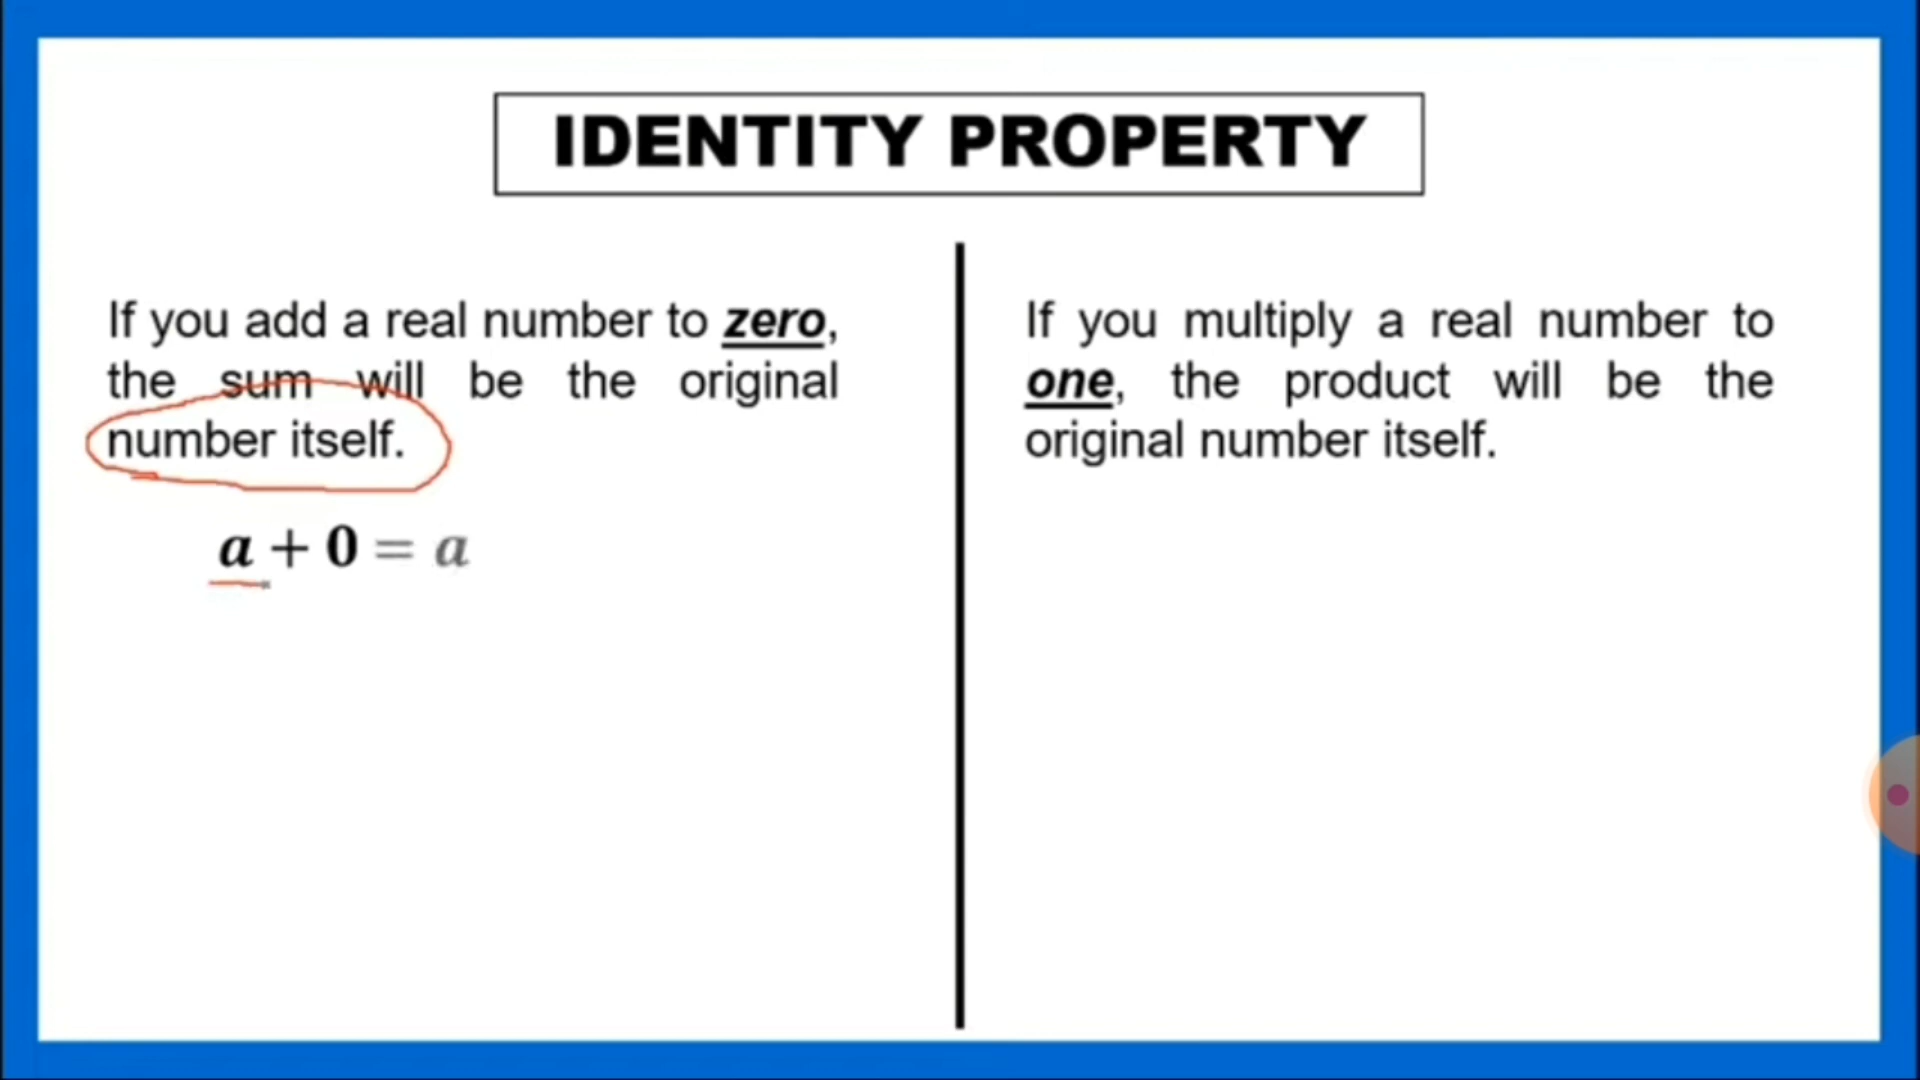 IDENTITY PROPERTY
If you add a real number to zero,
the sum will be the original
number itself.
a + 0 = a
If you multiply a real number to
one, the product will be the
original number itself.